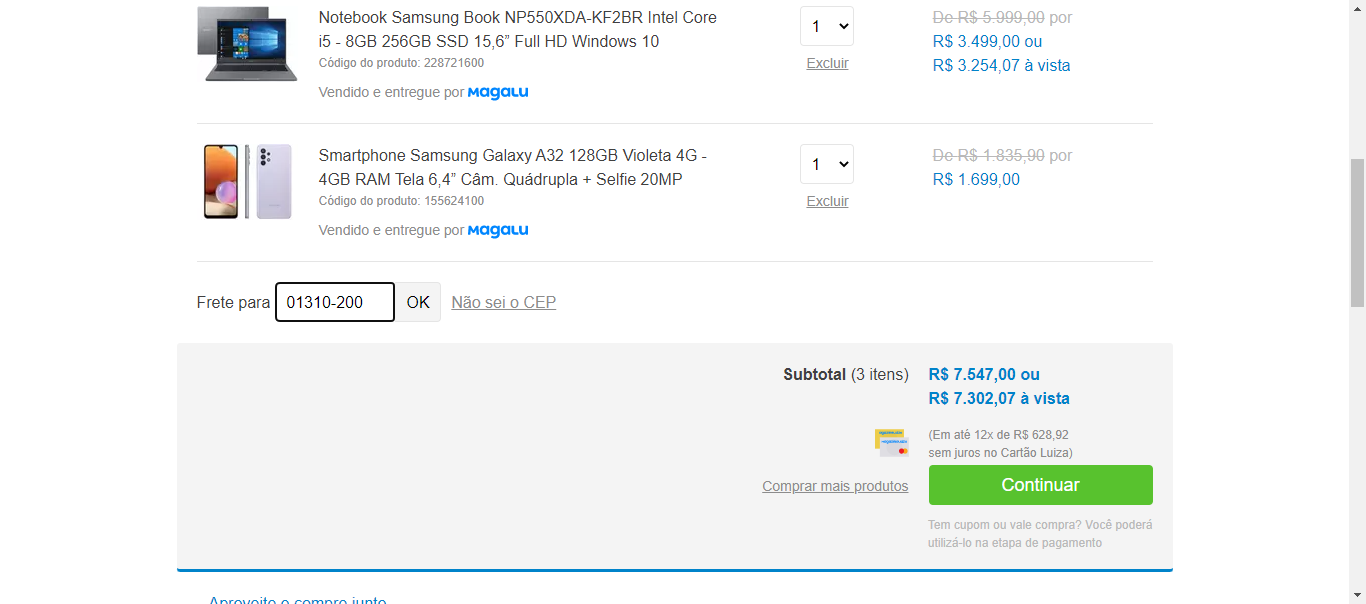 Notebook Samsung Book NP550XDA-KF2BR Intel Core
i5 - 8GB 256GB SSD 15,6” Full HD Windows 10
Código do produto: 228721600
Vendido e entregue por Magalu
1
Excluir
De R$ 5.999,00 por
R$ 3.499,00 ou
R$ 3.254,07 à vista
Smartphone Samsung Galaxy A32 128GB Violeta 4G -
4GB RAM Tela 6,4” Câm. Quádrupla + Selfie 20MP
Código do produto: 155624100
Vendido e entregue por Magalu
1
Excluir
De R$ 1.835,90 por
R$ 1.699,00
Frete para 01310-200 OK Não sei o CEP
Subtotal (3 itens) R$ 7.547,00 ou
R$ 7.302,07 à vista
(Em até 12x de R$ 628,92
sem juros no Cartão Luiza)
Comprar mais produtos
Continuar
Tem cupom ou vale compra? Você poderá
utilizá-lo na etapa de pagamento
Aproveite e compre junto